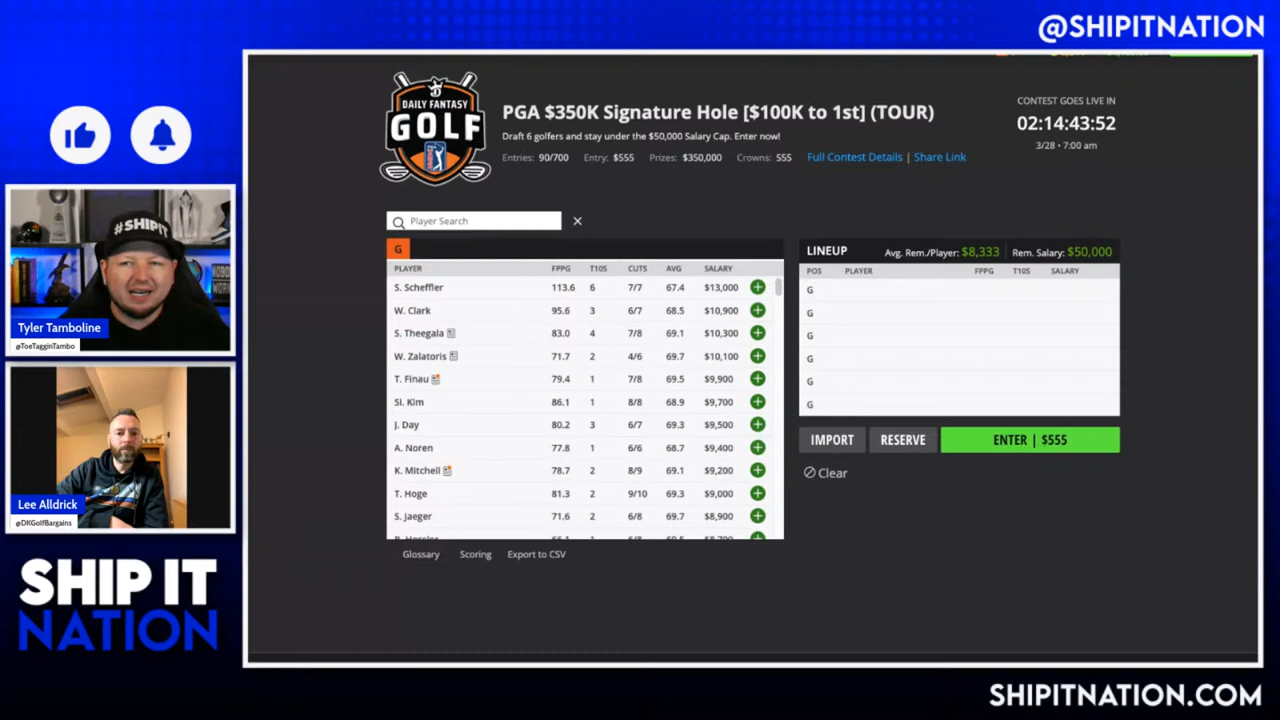 @SHIPITNATION
DAILY FANTASY
GOLF
PGA TOUR
PGA $350K Signature Hole [$100K to 1st] (TOUR)
Draft 6 golfers and stay under the $50,000 Salary Cap. Enter now!
Entries: 90/700 Entry: $555 Prizes: $350,000 Crowns: 555 Full Contest Details | Share Link
CONTEST GOES LIVE IN
02:14:43:52
3/28 • 7:00 am
Player Search
G
PLAYER FPPG T10S CUTS AVG SALARY
S. Scheffler 113.6 6 7/7 67.4 $13,000
W. Clark 95.6 3 6/7 68.5 $10,900
S. Theegala 83.0 4 7/8 69.1 $10,300
W. Zalatoris 71.7 2 4/6 69.7 $10,100
T. Finau 79.4 1 7/8 69.5 $9,900
SI. Kim 86.1 1 8/8 68.9 $9,700
J. Day 80.2 3 6/7 69.3 $9,500
A. Noren 77.8 1 6/6 68.7 $9,400
K. Mitchell 78.7 2 8/9 69.1 $9,200
T. Hoge 81.3 2 9/10 69.3 $9,000
S. Jaeger 71.6 2 6/8 69.7 $8,900
Glossary Scoring Export to CSV
LINEUP Avg. Rem./Player: $8,333 Rem. Salary: $50,000
POS PLAYER FPPG T10S SALARY
G
G
G
G
G
G
IMPORT RESERVE ENTER | $555
Clear
#SHIPIT
Tyler Tamboline
@ToeTagginTambo
Lee Alldrick
@DKGolfBargains
SHIP IT
NATION
SHIPITNATION.COM